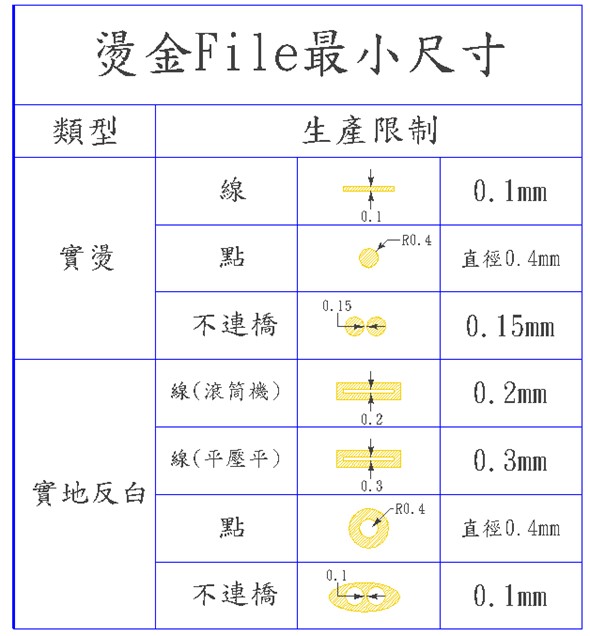 燙金File最小尺寸
類型
生產限制
實燙
線
0.1
0.1mm
點
R0.4
直徑0.4mm
不連橋
0.15
0.15mm
實地反白
線(滾筒機)
0.2
0.2mm
線(平壓平)
0.3
0.3mm
點
R0.4
直徑0.4mm
不連橋
0.1
0.1mm